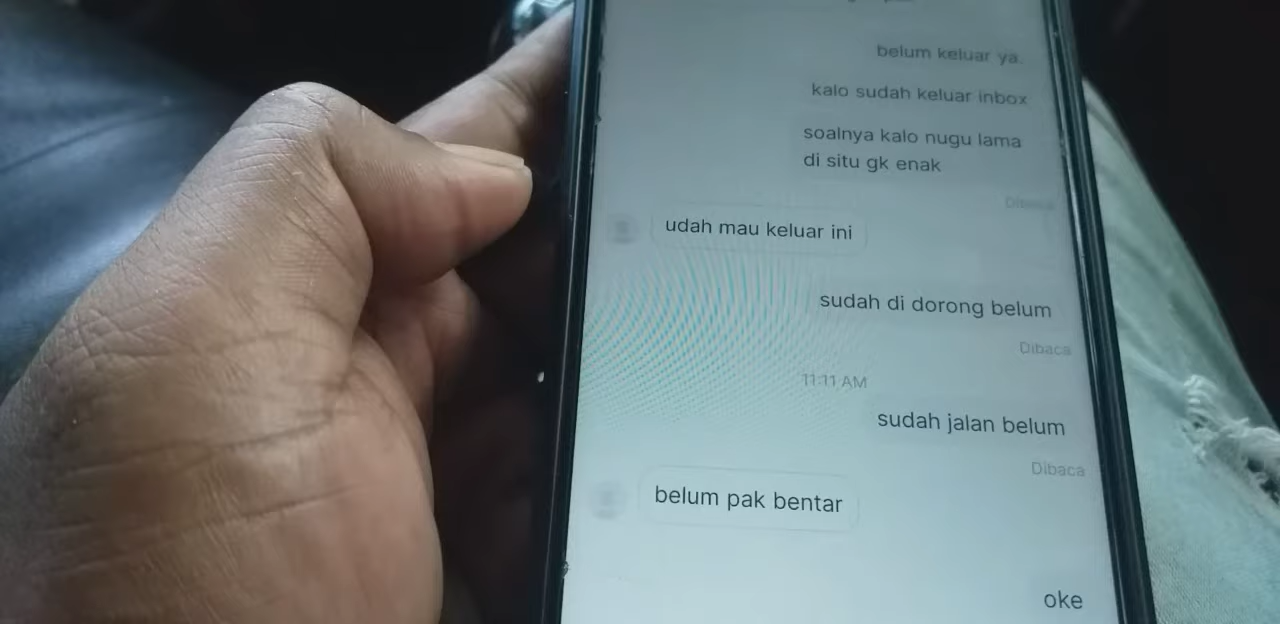 belum keluar ya.
kalo sudah keluar inbox
soalnya kalo nugu lama
di situ gk enak
Dibaca
udah mau keluar ini
sudah di dorong belum
Dibaca
11:11 AM
sudah jalan belum
Dibaca
belum pak bentar
oke